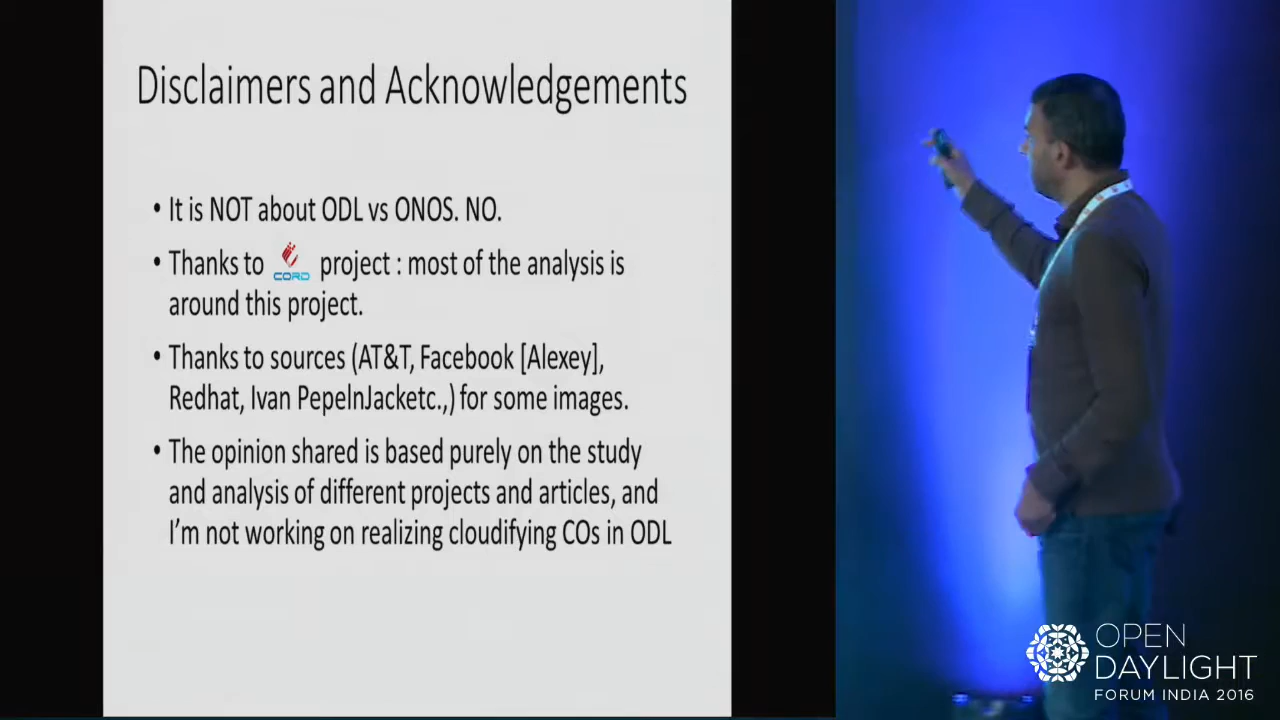 Disclaimers and Acknowledgements
• It is NOT about ODL vs ONOS. NO.
• Thanks to CORD project : most of the analysis is
around this project.
• Thanks to sources (AT&T, Facebook [Alexey],
Redhat, Ivan PepelnJacketc.,) for some images.
• The opinion shared is based purely on the study
and analysis of different projects and articles, and
I'm not working on realizing cloudifying COs in ODL
OPEN
DAYLIGHT
FORUM INDIA 2016